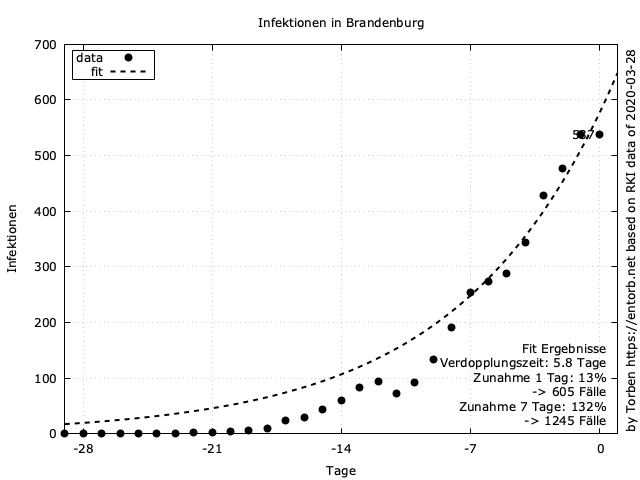 Infektionen in Brandenburg
data
fit
700
600
500
400
300
200
100
0
Infektionen
537
Fit Ergebnisse
Verdopplungszeit: 5.8 Tage
Zunahme 1 Tag: 13%
-> 605 Fälle
Zunahme 7 Tage: 132%
-> 1245 Fälle
-28 -21 -14 -7 0
Tage
by Torben https://entorb.net based on RKI data of 2020-03-28